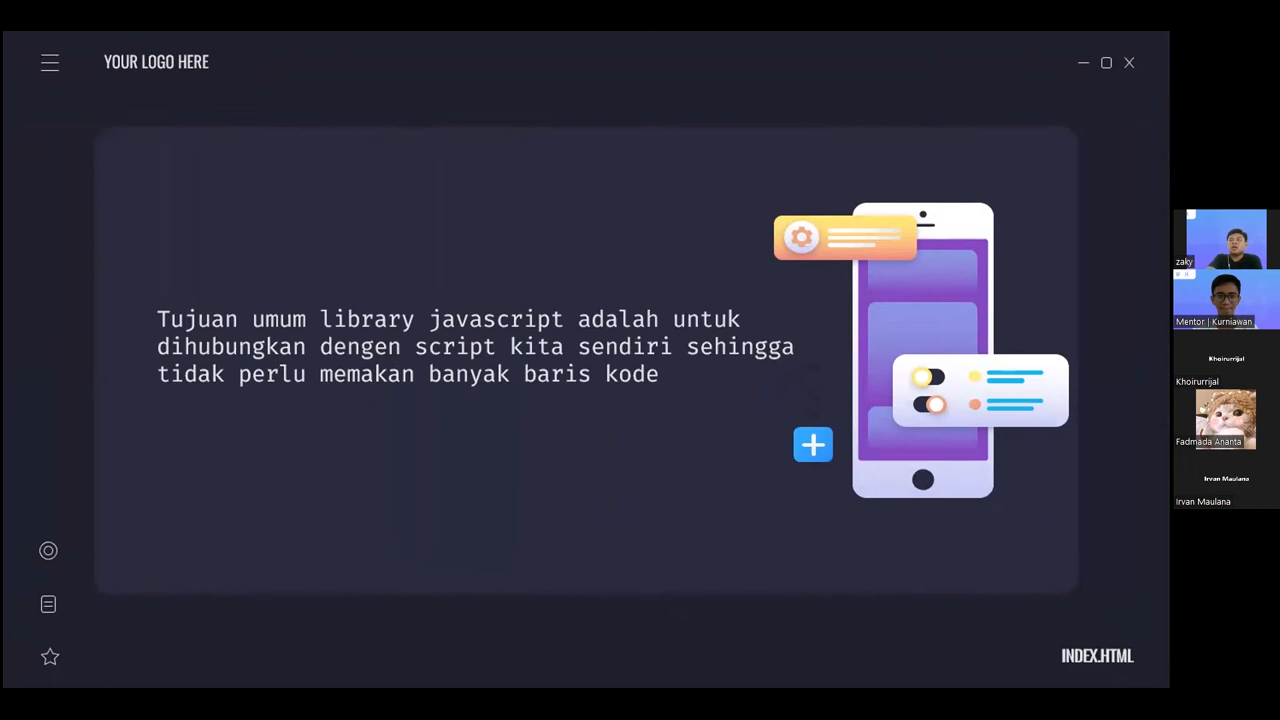 YOUR LOGO HERE
Tujuan umum library javascript adalah untuk
dihubungkan dengen script kita sendiri sehingga
tidak perlu memakan banyak baris kode
INDEX.HTML
zaky
Mentor | Kurniawan
Khoirurrijal
Khoirurrijal
Fadmada Ananta
Irvan Maulana
Irvan Maulana